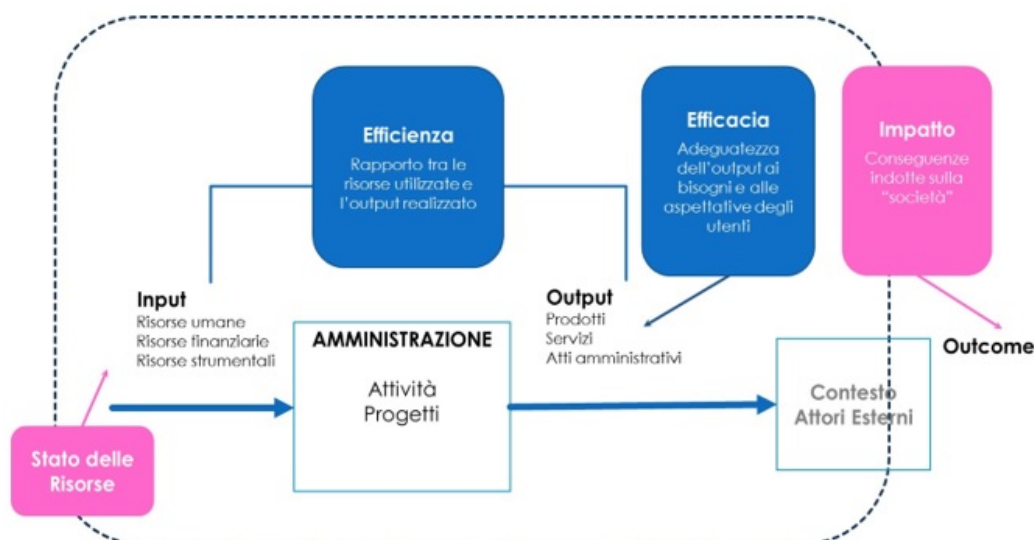 Efficienza
Rapporto tra le
risorse utilizzate e
l'output realizzato
Efficacia
Adeguatezza
dell'output ai
bisogni e alle
aspettative degli
utenti
Impatto
Conseguenze
indotte sulla
"società"
Input
Risorse umane
Risorse finanziarie
Risorse strumentali
AMMINISTRAZIONE
Attività
Progetti
Output
Prodotti
Servizi
Atti amministrativi
Outcome
Contesto
Attori Esterni
Stato delle
Risorse